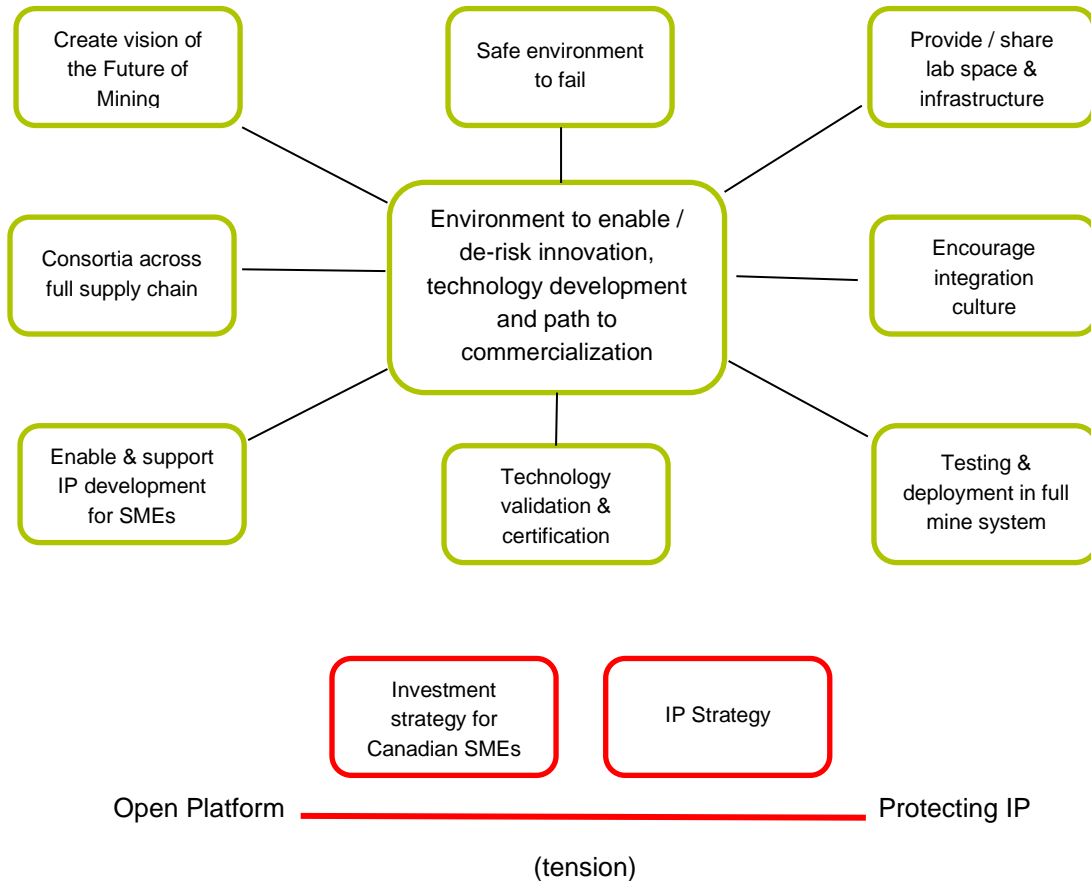 Create vision of
the Future of
Mining
Safe environment
to fail
Provide / share
lab space &
infrastructure
Consortia across
full supply chain
Environment to enable /
de-risk innovation,
technology development
and path to
commercialization
Encourage
integration
culture
Enable & support
IP development
for SMEs
Technology
validation &
certification
Testing &
deployment in full
mine system
Investment
strategy for
Canadian SMEs
IP Strategy
Open Platform
Protecting IP
(tension)